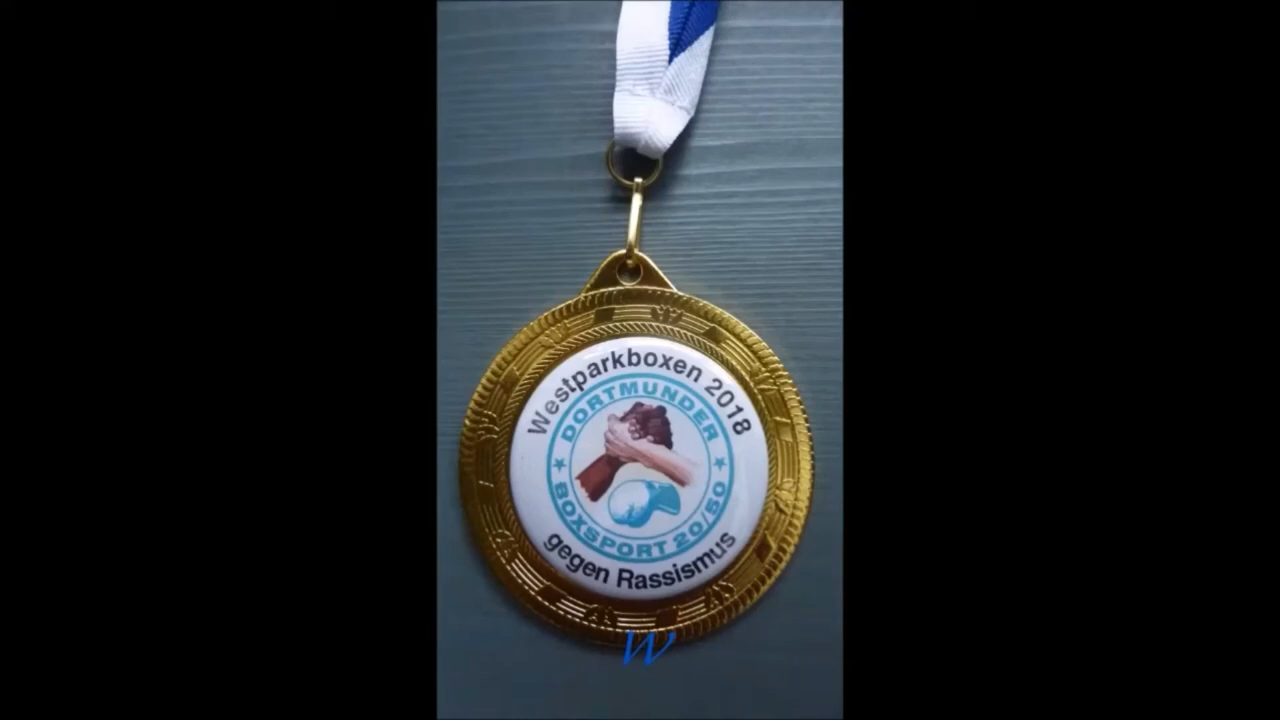 Westparkboxen 2018
DORTMUNDER
BOXSPORT 20/50
gegen Rassismus
W